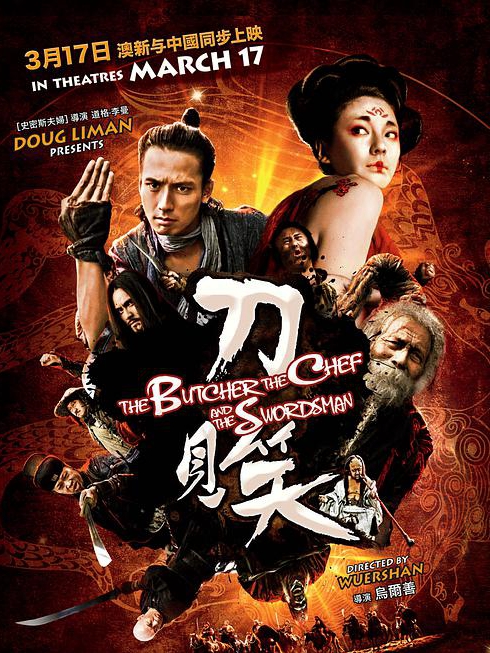 3月17日 澳新与中國同步上映
IN THEATRES MARCH 17
[史密斯夫婦] 導演 道格·李曼
DOUG LIMAN
PRESENTS
刀
THE BUTCHER THE CHEF
AND THE SWORDSMAN
見笑
DIRECTED BY
WUERSHAN
導演 烏爾善